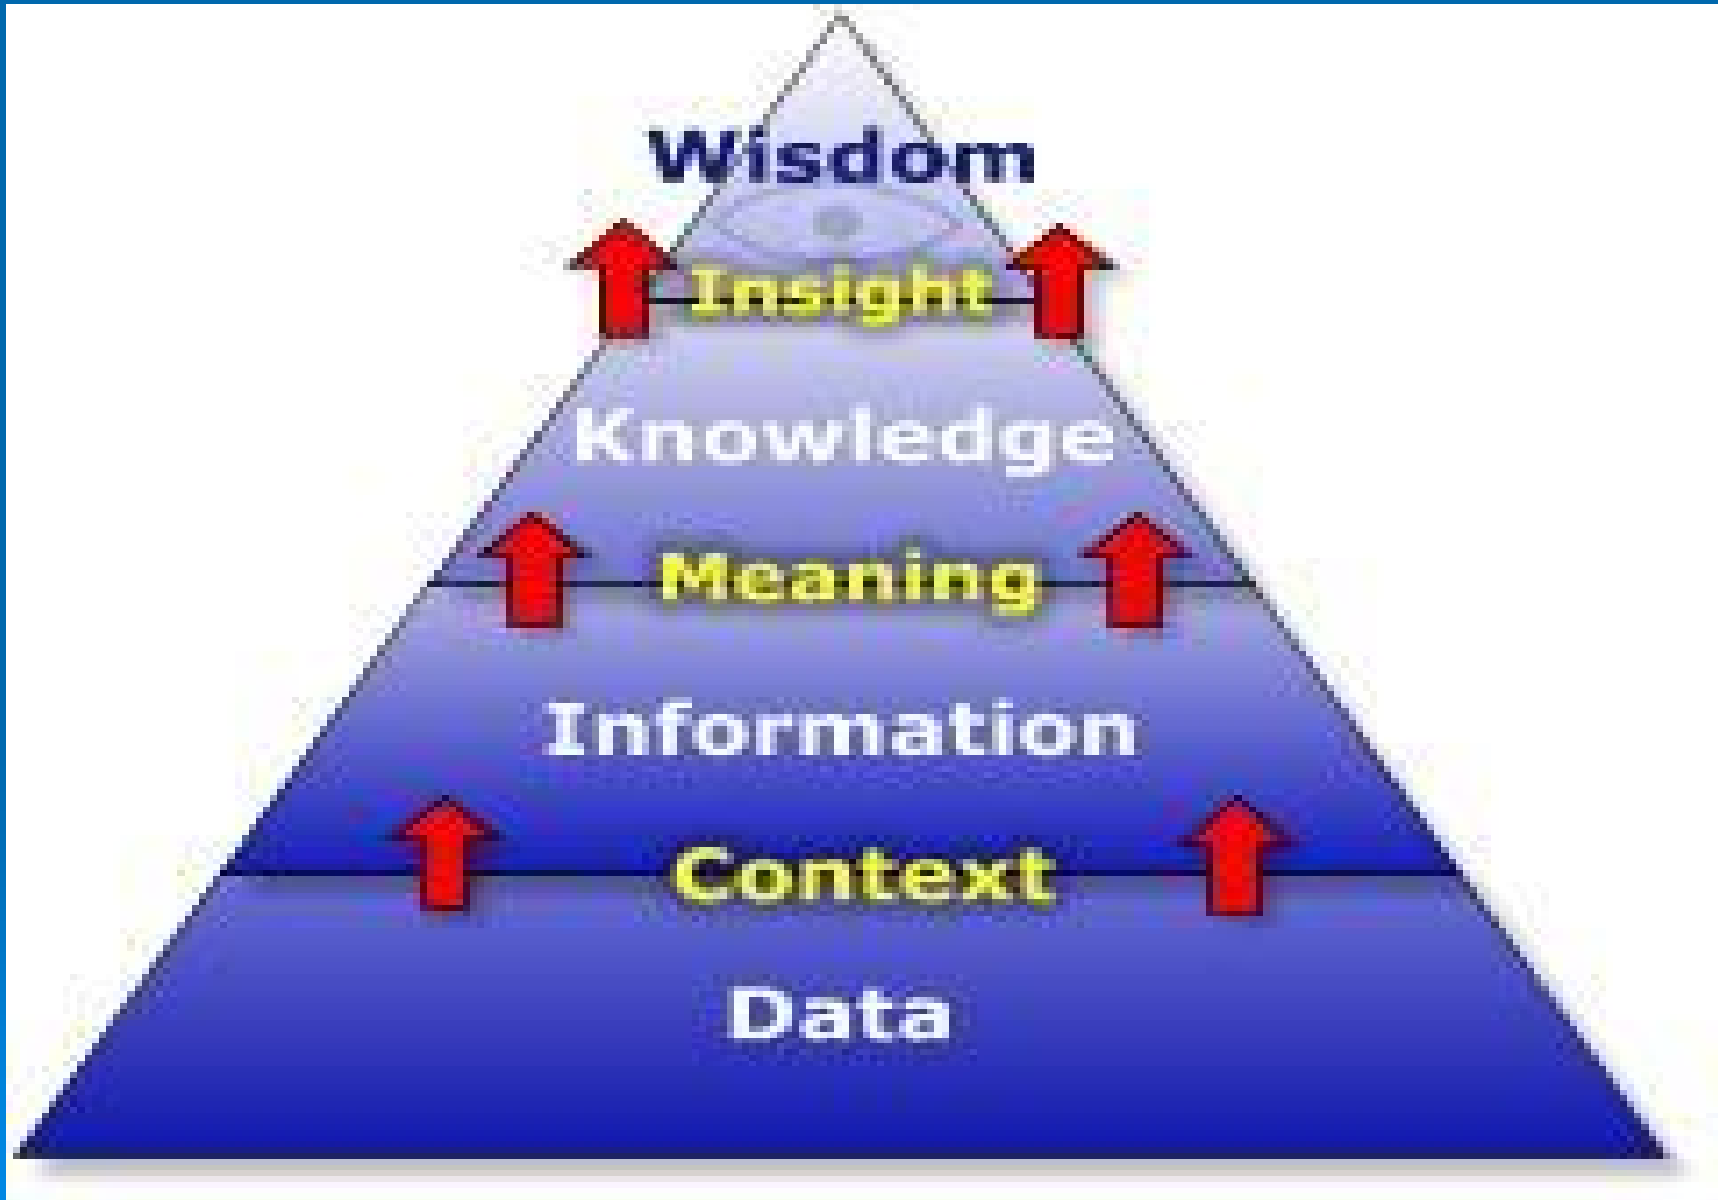 Wisdom
Insight
Knowledge
Meaning
Information
Context
Data